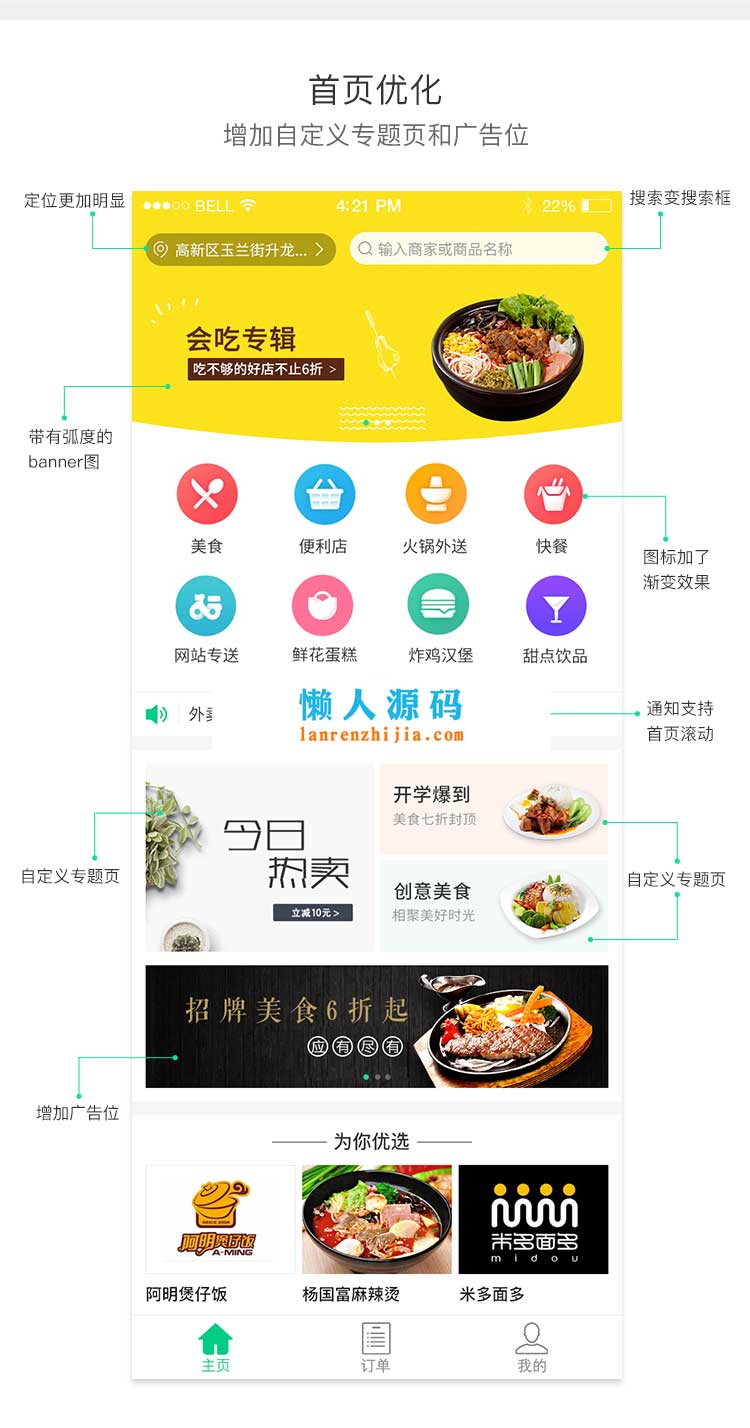 首页优化
增加自定义专题页和广告位
定位更加明显
搜索变搜索框
BELL
4:21 PM
22%
高新区玉兰街升龙...
输入商家或商品名称
会吃专辑
吃不够的好店不止6折 >
带有弧度的
banner图
美食
便利店
火锅外送
快餐
图标加了
渐变效果
网站专送
鲜花蛋糕
炸鸡汉堡
甜点饮品
外卖
懒人源码
lanrenzhijia.com
通知支持
首页滚动
今日
热卖
立减10元 >
开学爆到
美食七折封顶
创意美食
相聚美好时光
自定义专题页
自定义专题页
招牌美食6折起
应有尽有
增加广告位
为你优选
SINCE 2008
阿明煲仔饭
A-MING
米多面多
midou
阿明煲仔饭
杨国富麻辣烫
米多面多
主页
订单
我的